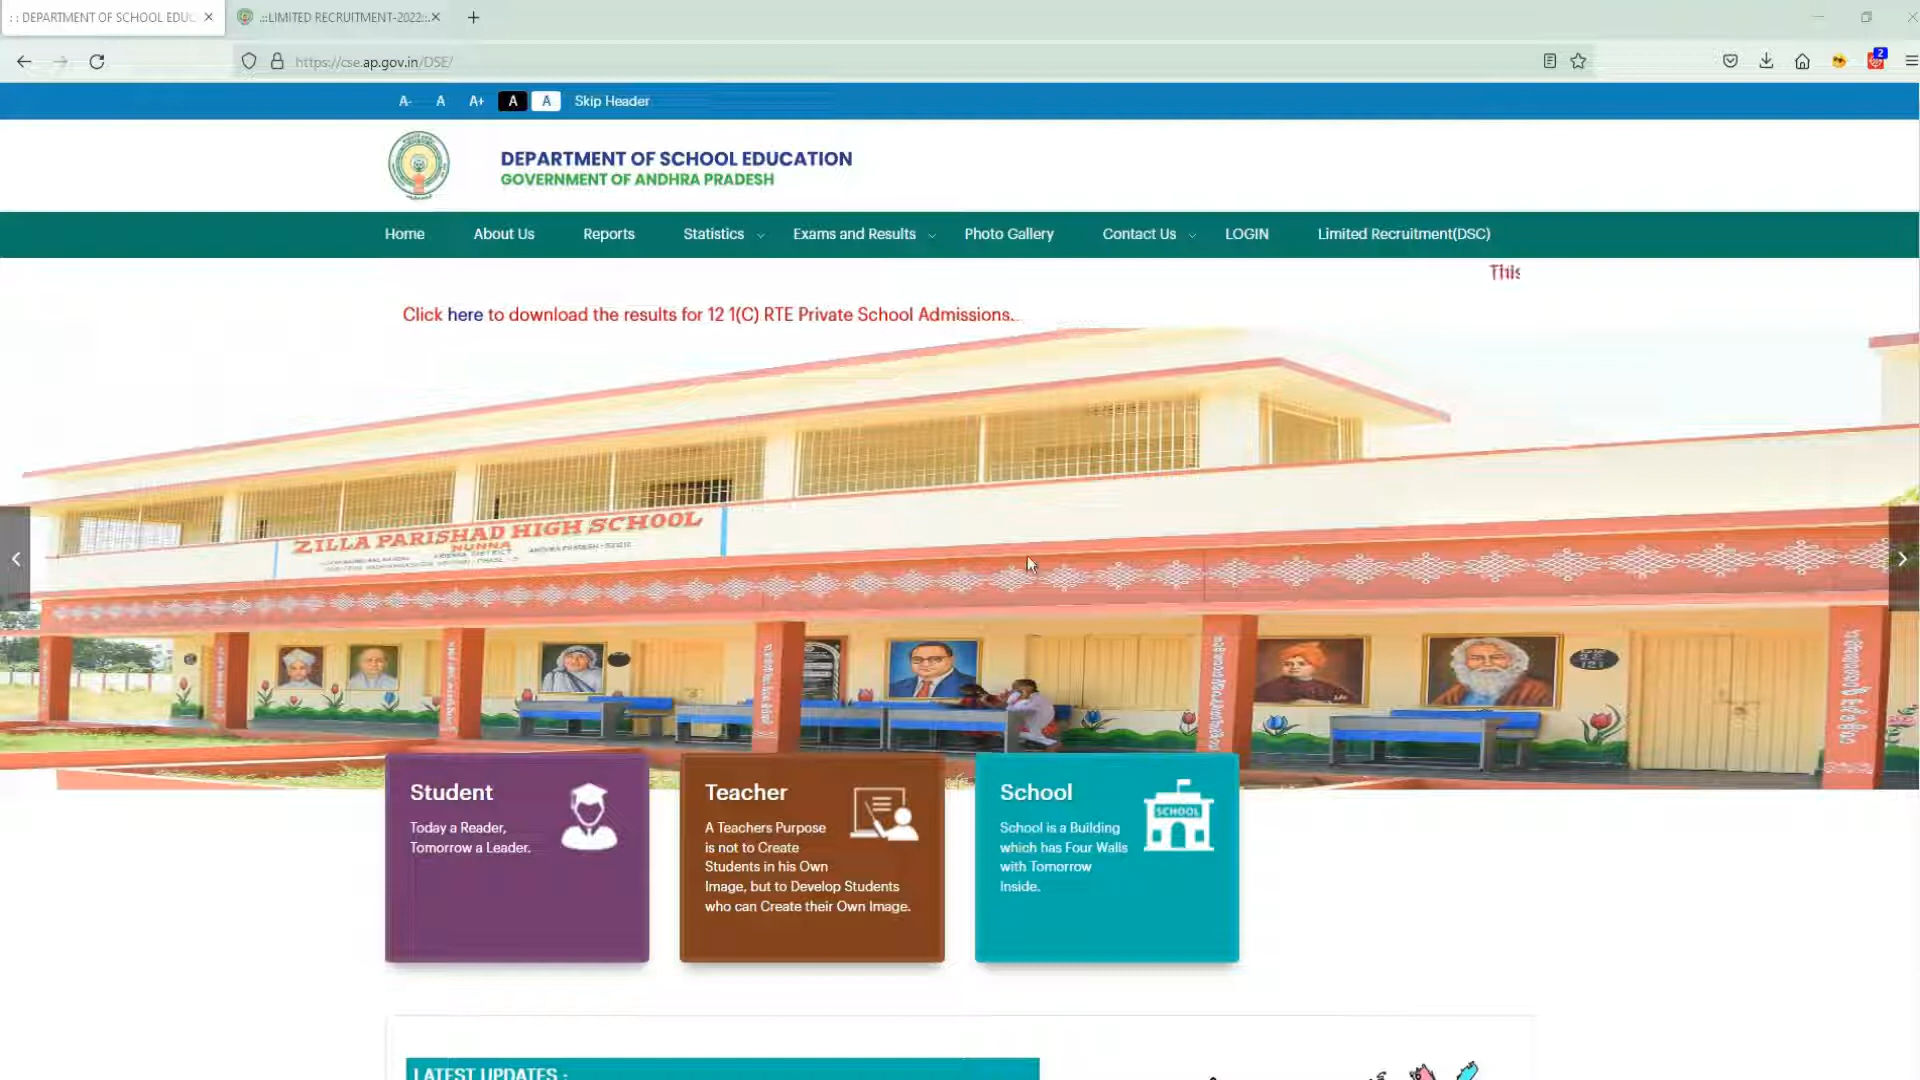 : : DEPARTMENT OF SCHOOL EDUC
.::LIMITED RECRUITMENT-2022::.
https://cse.ap.gov.in/DSE/
2
A-
A
A+
A
A
Skip Header
DEPARTMENT OF SCHOOL EDUCATION
GOVERNMENT OF ANDHRA PRADESH
Home
About Us
Reports
Statistics
Exams and Results
Photo Gallery
Contact Us
LOGIN
Limited Recruitment(DSC)
This
Click here to download the results for 12 1(C) RTE Private School Admissions..
ZILLA PARISHAD HIGH SCHOOL
NUNNA
Student
Today a Reader,
Tomorrow a Leader.
Teacher
A Teachers Purpose
is not to Create
Students in his Own
Image, but to Develop Students
who can Create their Own Image.
School
SCHOOL
School is a Building
which has Four Walls
with Tomorrow
Inside.
LATEST UPDATES :